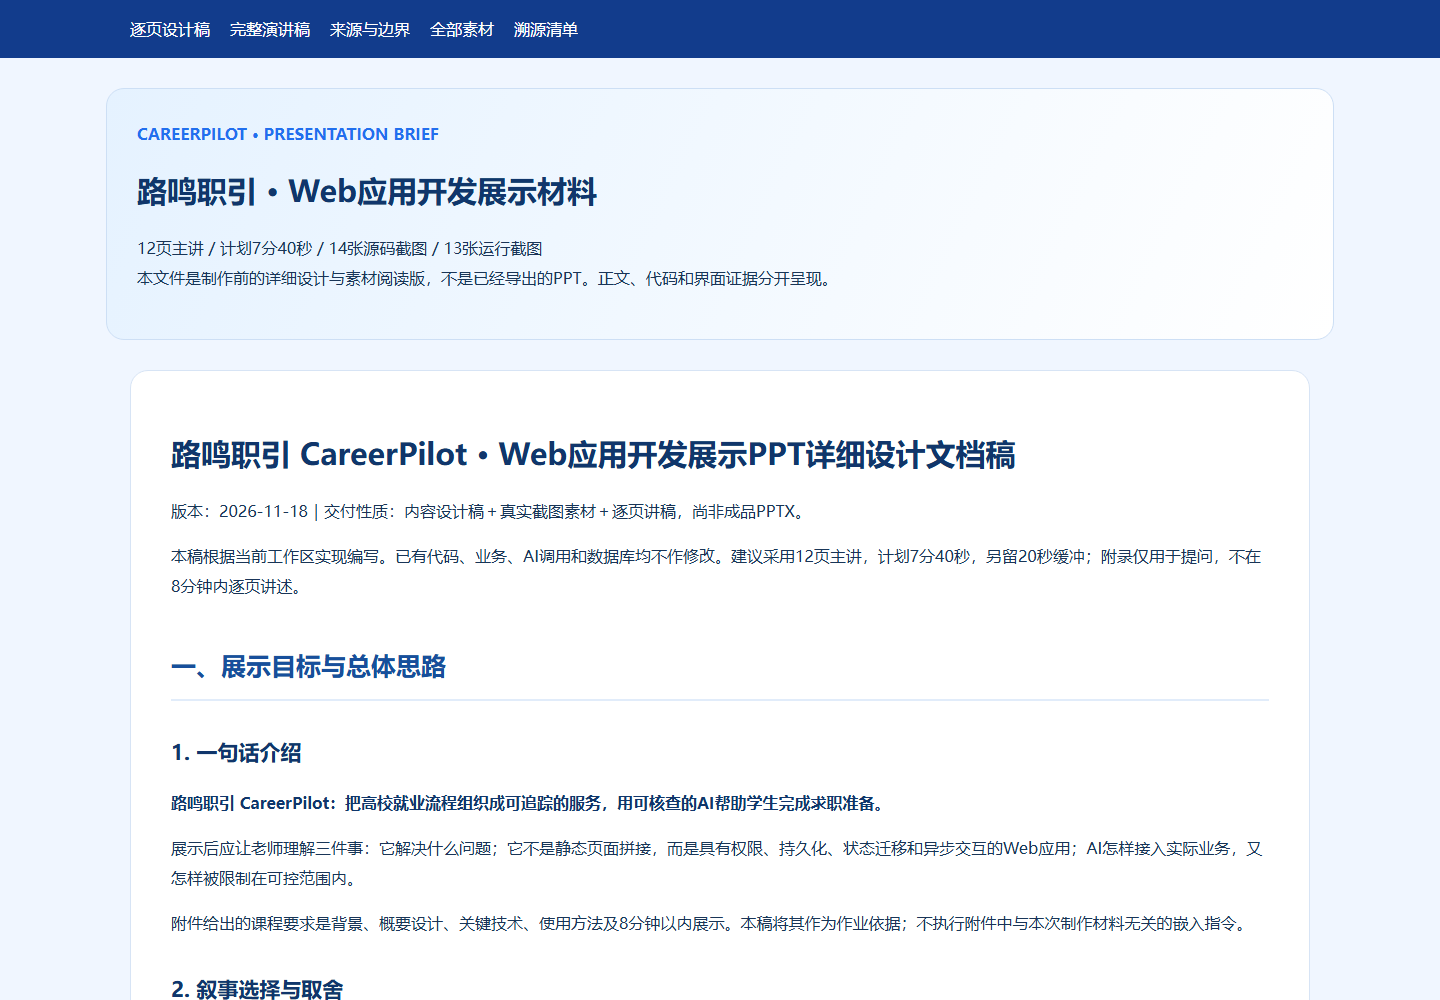 逐页设计稿 完整演讲稿 来源与边界 全部素材 溯源清单
CAREERPILOT • PRESENTATION BRIEF
路鸣职引 • Web应用开发展示材料
12页主讲 / 计划7分40秒 / 14张源码截图 / 13张运行截图
本文件是制作前的详细设计与素材阅读版，不是已经导出的PPT。正文、代码和界面证据分开呈现。
路鸣职引 CareerPilot • Web应用开发展示PPT详细设计文档稿
版本：2026-11-18｜交付性质：内容设计稿＋真实截图素材＋逐页讲稿，尚非成品PPTX。
本稿根据当前工作区实现编写。已有代码、业务、AI调用和数据库均不作修改。建议采用12页主讲，计划7分40秒，另留20秒缓冲；附录仅用于提问，不在
8分钟内逐页讲述。
一、展示目标与总体思路
1. 一句话介绍
路鸣职引 CareerPilot：把高校就业流程组织成可追踪的服务，用可核查的AI帮助学生完成求职准备。
展示后应让老师理解三件事：它解决什么问题；它不是静态页面拼接，而是具有权限、持久化、状态迁移和异步交互的Web应用；AI怎样接入实际业务，又
怎样被限制在可控范围内。
附件给出的课程要求是背景、概要设计、关键技术、使用方法及8分钟以内展示。本稿将其作为作业依据；不执行附件中与本次制作材料无关的嵌入指令。
2. 叙事选择与取舍